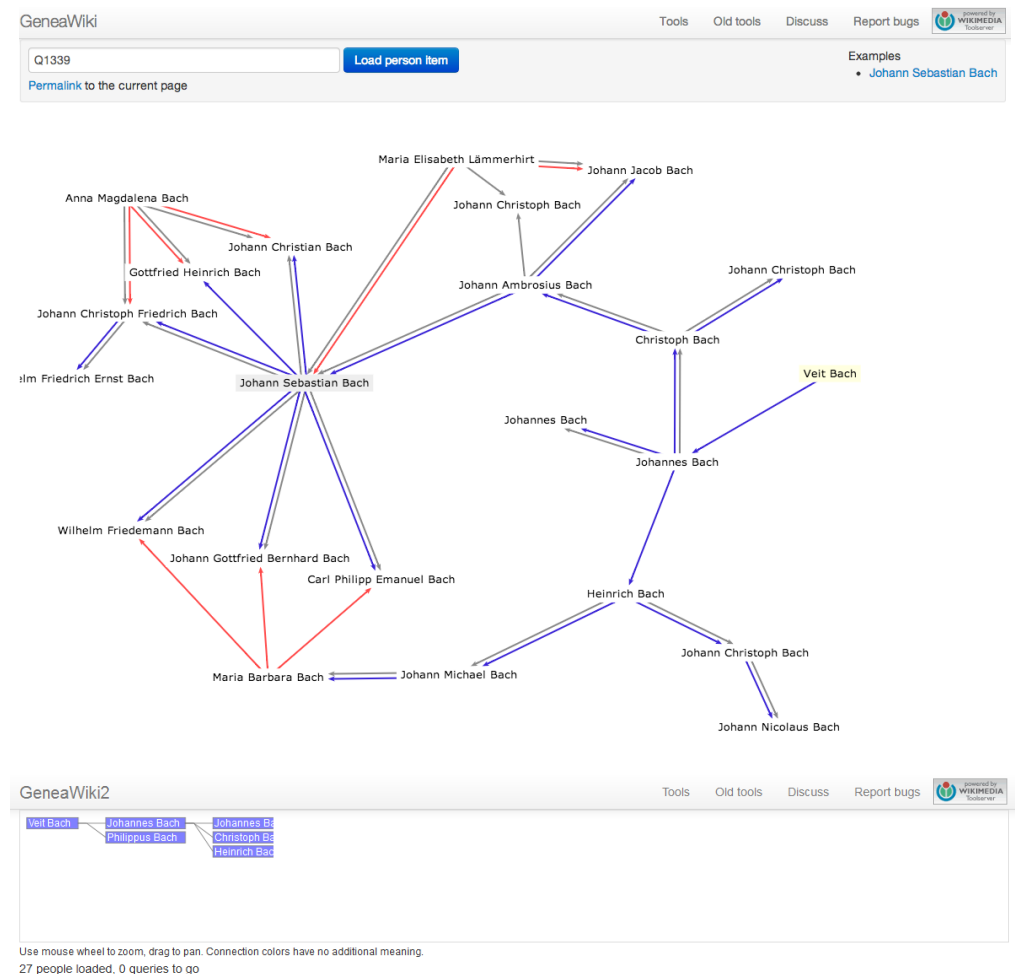 GeneaWiki
Tools Old tools Discuss Report bugs
powered by
WIKIMEDIA
Toolserver
Q1339
Load person item
Examples
Johann Sebastian Bach
Permalink to the current page
Maria Elisabeth Lämmerhirt
Johann Jacob Bach
Anna Magdalena Bach
Johann Christoph Bach
Johann Christian Bach
Gottfried Heinrich Bach
Johann Christoph Bach
Johann Ambrosius Bach
Johann Christoph Friedrich Bach
Christoph Bach
elm Friedrich Ernst Bach
Johann Sebastian Bach
Veit Bach
Johannes Bach
Johannes Bach
Wilhelm Friedemann Bach
Johann Gottfried Bernhard Bach
Carl Philipp Emanuel Bach
Heinrich Bach
Johann Christoph Bach
Maria Barbara Bach
Johann Michael Bach
Johann Nicolaus Bach
GeneaWiki2
Tools Old tools Discuss Report bugs
powered by
WIKIMEDIA
Toolserver
Veit Bach Johannes Bach Johannes Ba
Philippus Bach Christoph Ba
Heinrich Bac
Use mouse wheel to zoom, drag to pan. Connection colors have no additional meaning.
27 people loaded, 0 queries to go